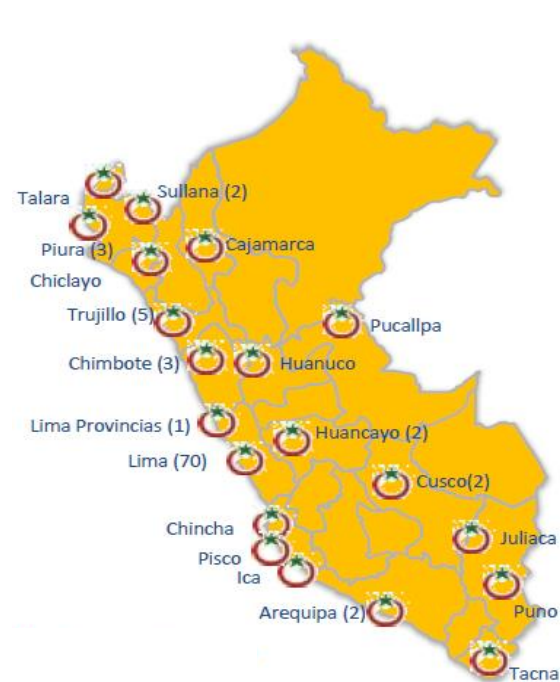 Talara
Sullana (2)
Piura (3)
Cajamarca
Chiclayo
Trujillo (5)
Pucallpa
Chimbote (3)
Huanuco
Lima Provincias (1)
Huancayo (2)
Lima (70)
Cusco(2)
Chincha
Juliaca
Pisco
Ica
Arequipa (2)
Puno
Tacna